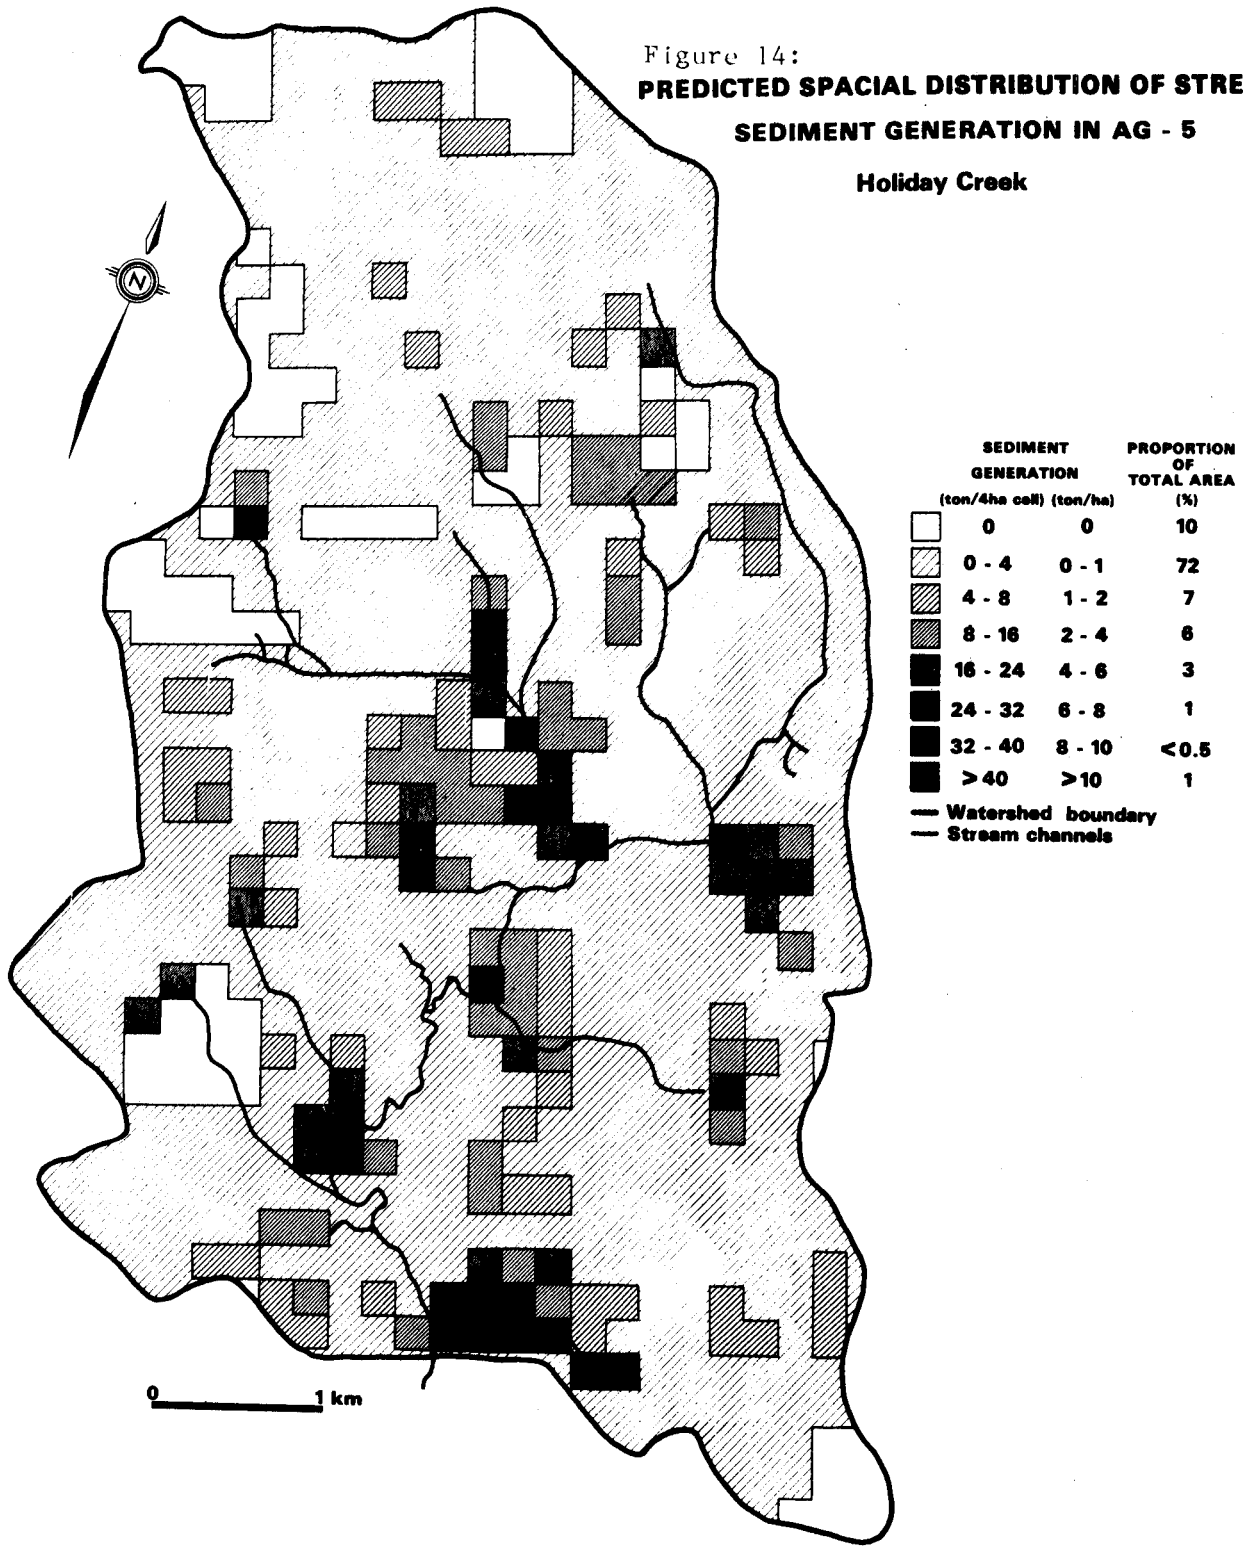 Figure 14:
PREDICTED SPACIAL DISTRIBUTION OF STRE
SEDIMENT GENERATION IN AG - 5
Holiday Creek
N
SEDIMENT GENERATION PROPORTION OF TOTAL AREA
(ton/4ha cell) (ton/ha) (%)
0 0 10
0 - 4 0 - 1 72
4 - 8 1 - 2 7
8 - 16 2 - 4 6
16 - 24 4 - 6 3
24 - 32 6 - 8 1
32 - 40 8 - 10 <0.5
>40 >10 1
Watershed boundary
Stream channels
0 1 km